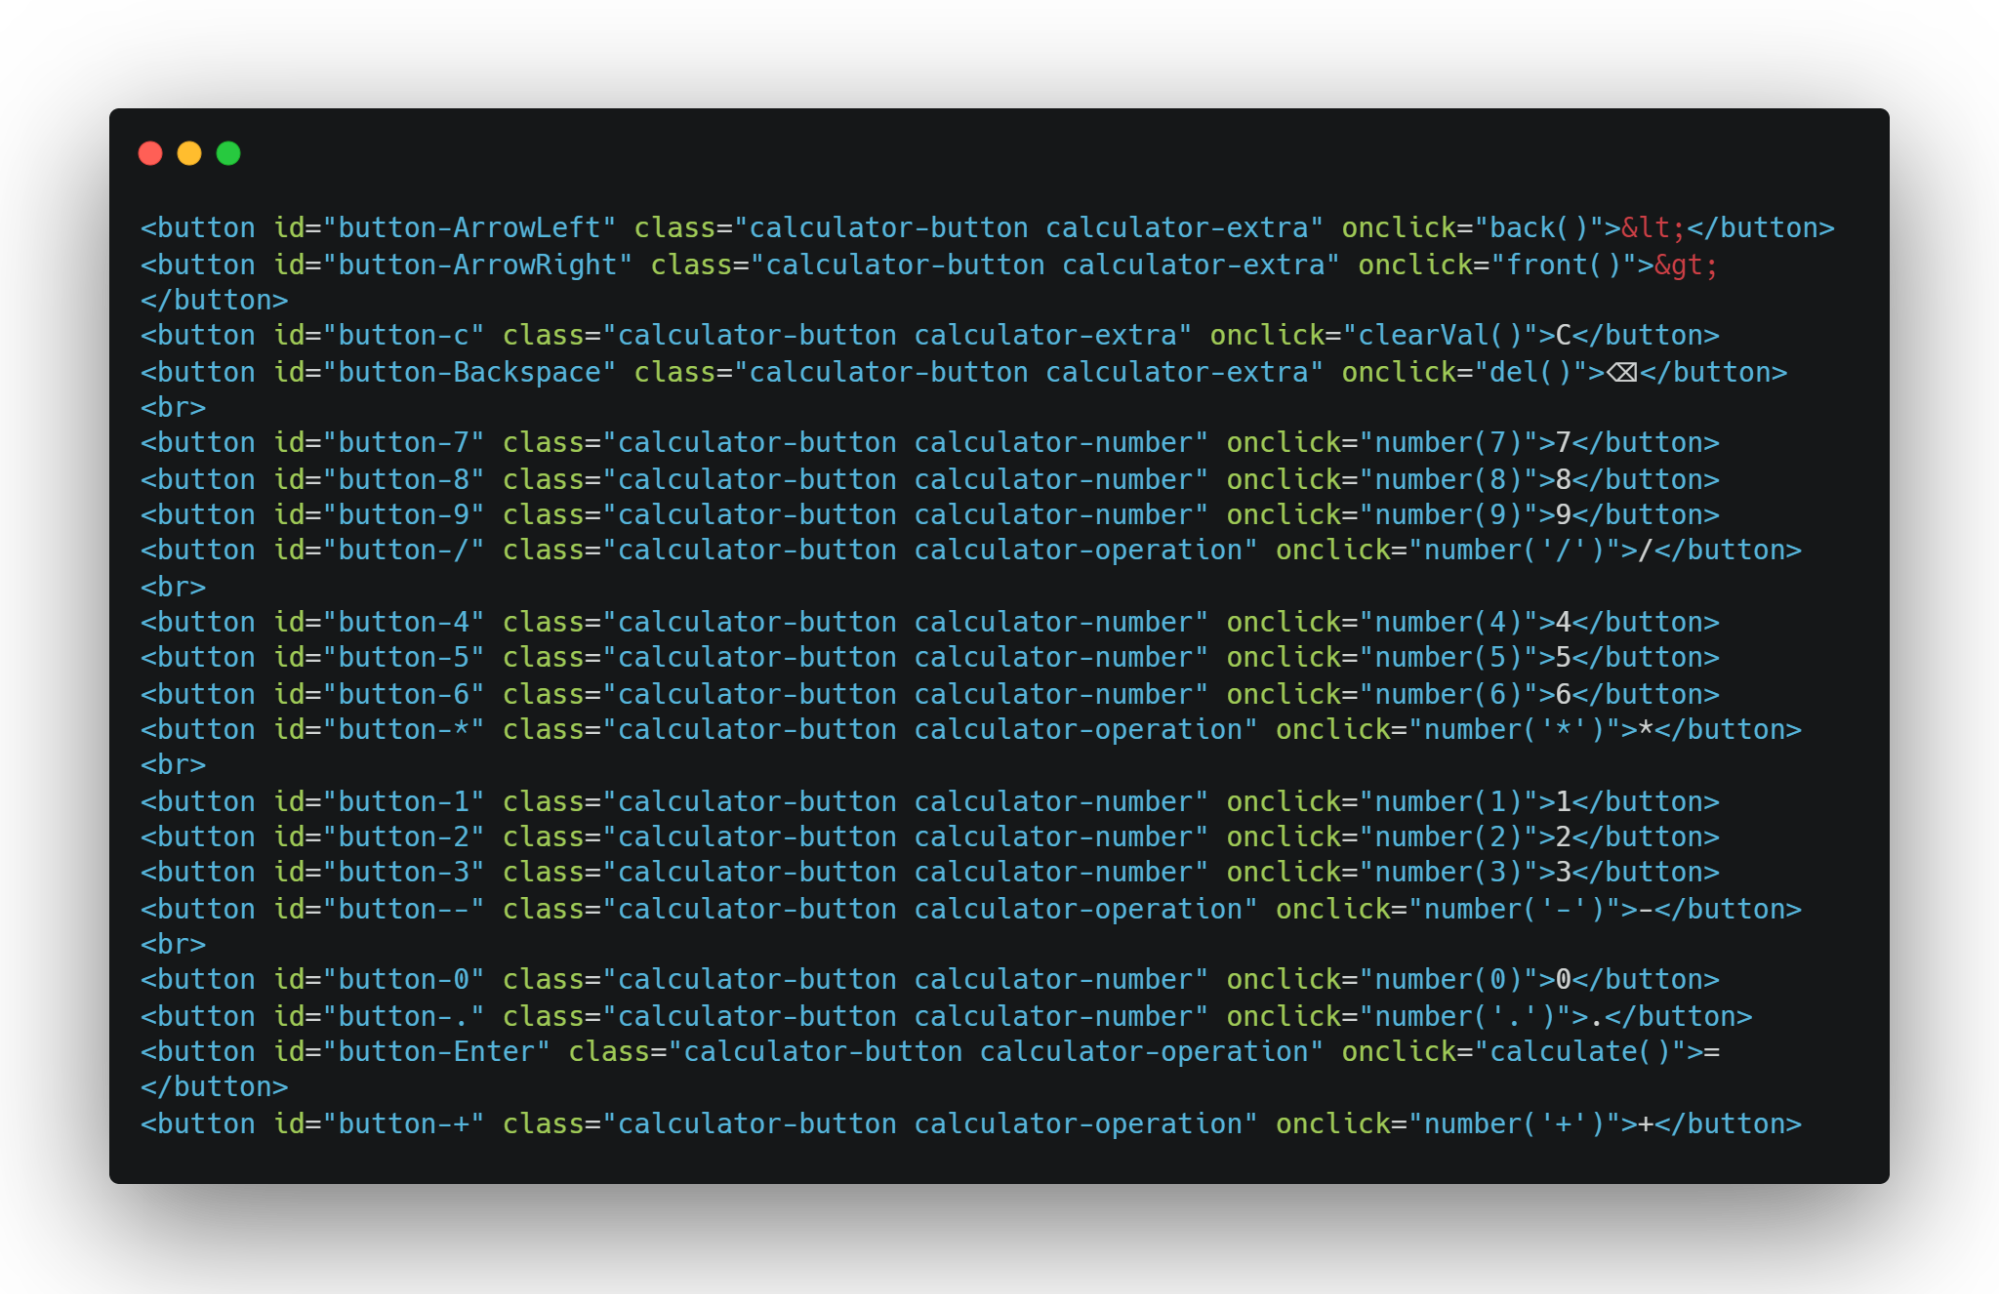 <button id="button-ArrowLeft" class="calculator-button calculator-extra" onclick="back()">&lt;</button>
<button id="button-ArrowRight" class="calculator-button calculator-extra" onclick="front()">&gt;
</button>
<button id="button-c" class="calculator-button calculator-extra" onclick="clearVal()">C</button>
<button id="button-Backspace" class="calculator-button calculator-extra" onclick="del()">⌫</button>
<br>
<button id="button-7" class="calculator-button calculator-number" onclick="number(7)">7</button>
<button id="button-8" class="calculator-button calculator-number" onclick="number(8)">8</button>
<button id="button-9" class="calculator-button calculator-number" onclick="number(9)">9</button>
<button id="button-/" class="calculator-button calculator-operation" onclick="number('/')">/</button>
<br>
<button id="button-4" class="calculator-button calculator-number" onclick="number(4)">4</button>
<button id="button-5" class="calculator-button calculator-number" onclick="number(5)">5</button>
<button id="button-6" class="calculator-button calculator-number" onclick="number(6)">6</button>
<button id="button-*" class="calculator-button calculator-operation" onclick="number('*')">*</button>
<br>
<button id="button-1" class="calculator-button calculator-number" onclick="number(1)">1</button>
<button id="button-2" class="calculator-button calculator-number" onclick="number(2)">2</button>
<button id="button-3" class="calculator-button calculator-number" onclick="number(3)">3</button>
<button id="button--" class="calculator-button calculator-operation" onclick="number('-')">-</button>
<br>
<button id="button-0" class="calculator-button calculator-number" onclick="number(0)">0</button>
<button id="button-." class="calculator-button calculator-number" onclick="number('.')">.</button>
<button id="button-Enter" class="calculator-button calculator-operation" onclick="calculate()">=
</button>
<button id="button-+" class="calculator-button calculator-operation" onclick="number('+')">+</button>